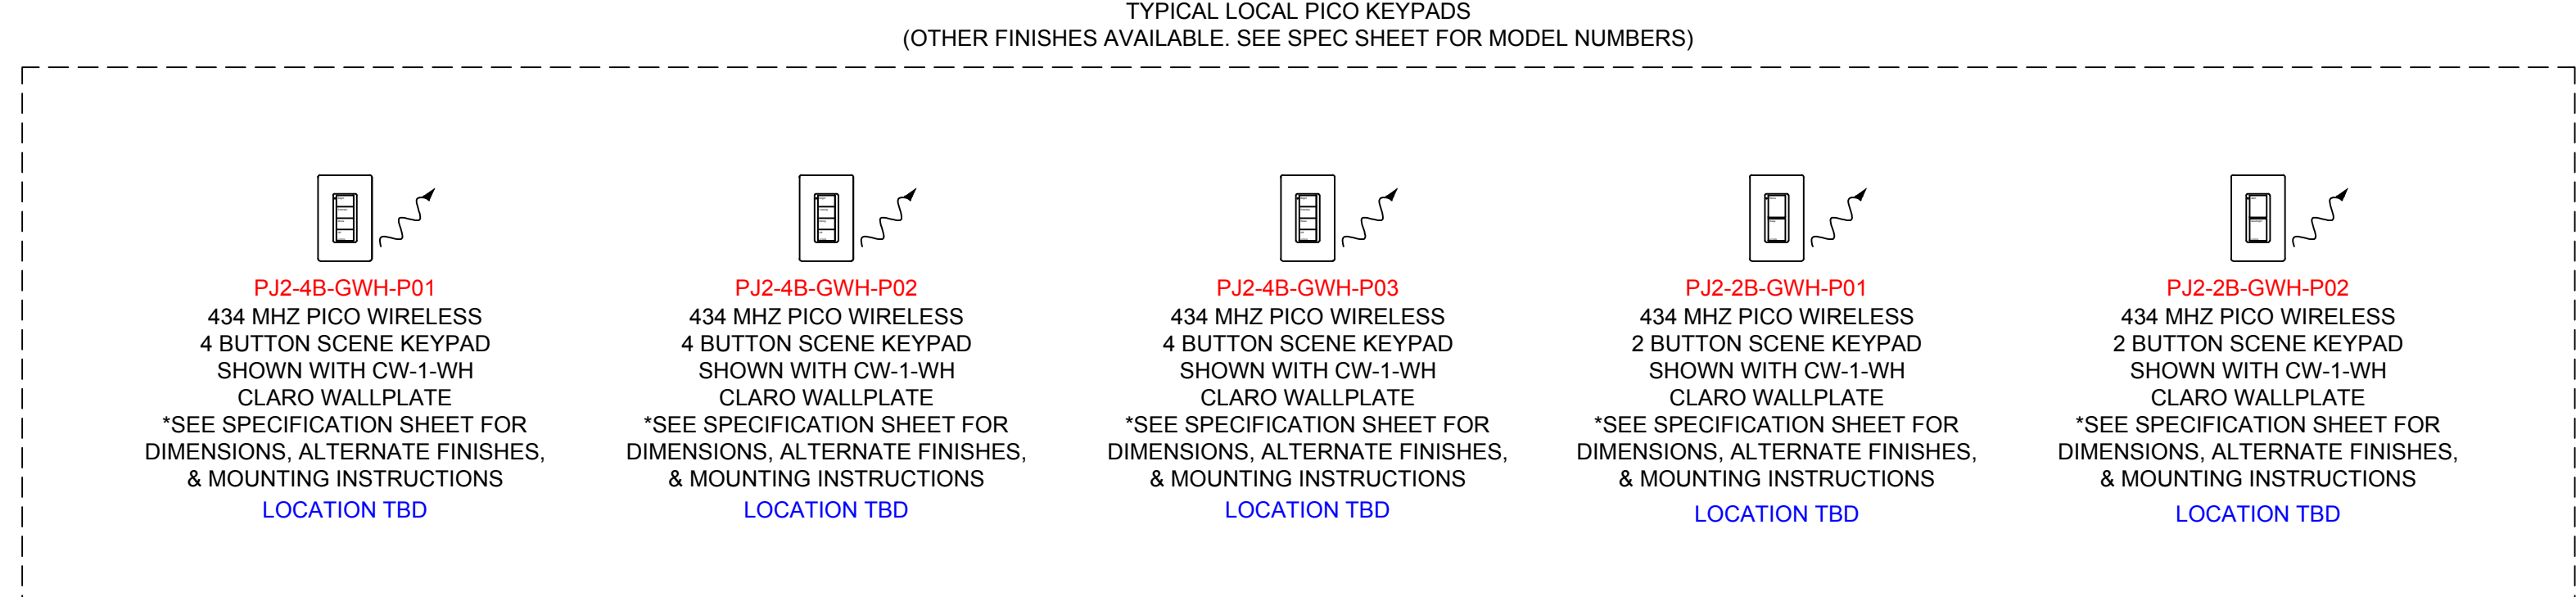 TYPICAL LOCAL PICO KEYPADS
(OTHER FINISHES AVAILABLE. SEE SPEC SHEET FOR MODEL NUMBERS)
PJ2-4B-GWH-P01
434 MHZ PICO WIRELESS
4 BUTTON SCENE KEYPAD
SHOWN WITH CW-1-WH
CLARO WALLPLATE
*SEE SPECIFICATION SHEET FOR
DIMENSIONS, ALTERNATE FINISHES,
& MOUNTING INSTRUCTIONS
LOCATION TBD
PJ2-4B-GWH-P02
434 MHZ PICO WIRELESS
4 BUTTON SCENE KEYPAD
SHOWN WITH CW-1-WH
CLARO WALLPLATE
*SEE SPECIFICATION SHEET FOR
DIMENSIONS, ALTERNATE FINISHES,
& MOUNTING INSTRUCTIONS
LOCATION TBD
PJ2-4B-GWH-P03
434 MHZ PICO WIRELESS
4 BUTTON SCENE KEYPAD
SHOWN WITH CW-1-WH
CLARO WALLPLATE
*SEE SPECIFICATION SHEET FOR
DIMENSIONS, ALTERNATE FINISHES,
& MOUNTING INSTRUCTIONS
LOCATION TBD
PJ2-2B-GWH-P01
434 MHZ PICO WIRELESS
2 BUTTON SCENE KEYPAD
SHOWN WITH CW-1-WH
CLARO WALLPLATE
*SEE SPECIFICATION SHEET FOR
DIMENSIONS, ALTERNATE FINISHES,
& MOUNTING INSTRUCTIONS
LOCATION TBD
PJ2-2B-GWH-P02
434 MHZ PICO WIRELESS
2 BUTTON SCENE KEYPAD
SHOWN WITH CW-1-WH
CLARO WALLPLATE
*SEE SPECIFICATION SHEET FOR
DIMENSIONS, ALTERNATE FINISHES,
& MOUNTING INSTRUCTIONS
LOCATION TBD